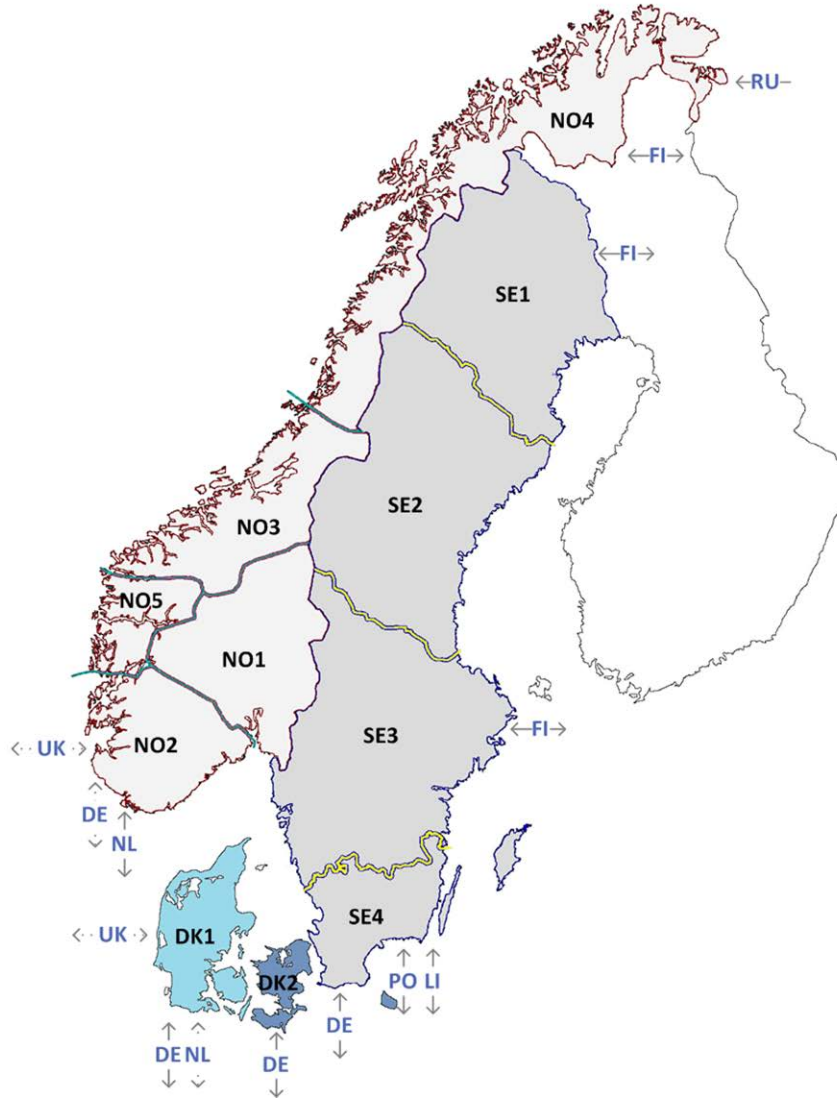 RU
NO4
FI
FI
SE1
SE2
NO3
NO5
NO1
SE3
FI
NO2
UK
DE
NL
SE4
UK
DK1
DK2
PO LI
DE
DE NL
DE